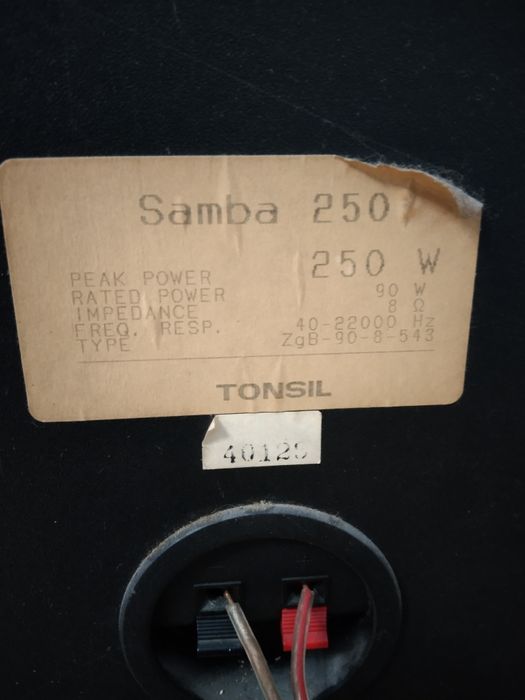 Samba 250
PEAK POWER 250 W
RATED POWER 90 W
IMPEDANCE 8 Ω
FREQ. RESP. 40-22000 Hz
TYPE ZgB-90-8-543
TONSIL